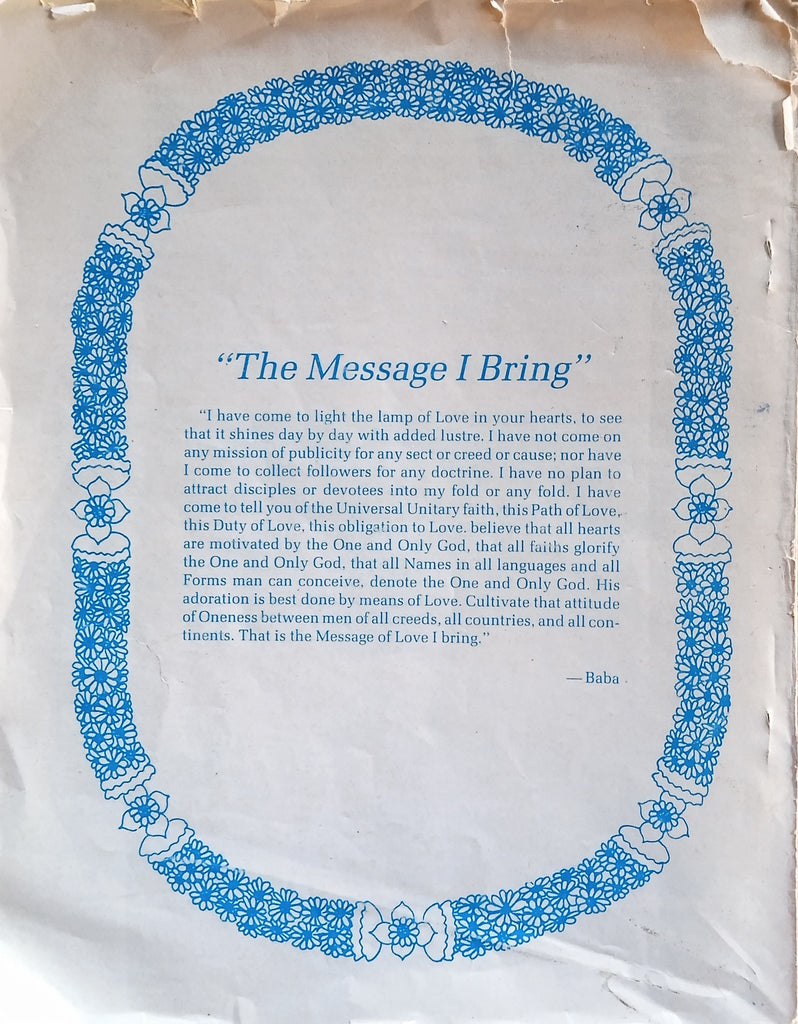 “The Message I Bring”
“I have come to light the lamp of Love in your hearts, to see
that it shines day by day with added lustre. I have not come on
any mission of publicity for any sect or creed or cause; nor have
I come to collect followers for any doctrine. I have no plan to
attract disciples or devotees into my fold or any fold. I have
come to tell you of the Universal Unitary faith, this Path of Love,
this Duty of Love, this obligation to Love. believe that all hearts
are motivated by the One and Only God, that all faiths glorify
the One and Only God, that all Names in all languages and all
Forms man can conceive, denote the One and Only God. His
adoration is best done by means of Love. Cultivate that attitude
of Oneness between men of all creeds, all countries, and all con-
tinents. That is the Message of Love I bring.”
—Baba